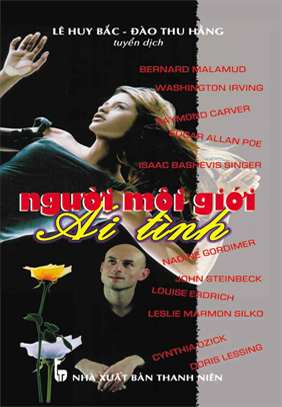 LÊ HUY BẮC - ĐÀO THU HẰNG
tuyển dịch
BERNARD MALAMUD
WASHINGTON IRVING
RAYMOND CARVER
EDGAR ALLAN POE
ISAAC BASHEVIS SINGER
người môi giới
Ái tình
NADINE GORDIMER
JOHN STEINBECK
LOUISE ERDRICH
LESLIE MARMON SILKO
CYNTHIA OZICK
DORIS LESSING
NHÀ XUẤT BẢN THANH NIÊN